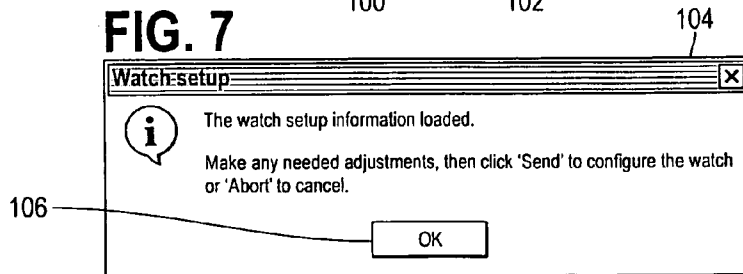 100 102
FIG. 7
104
Watch setup
The watch setup information loaded.
Make any needed adjustments, then click 'Send' to configure the watch
or 'Abort' to cancel.
106
OK